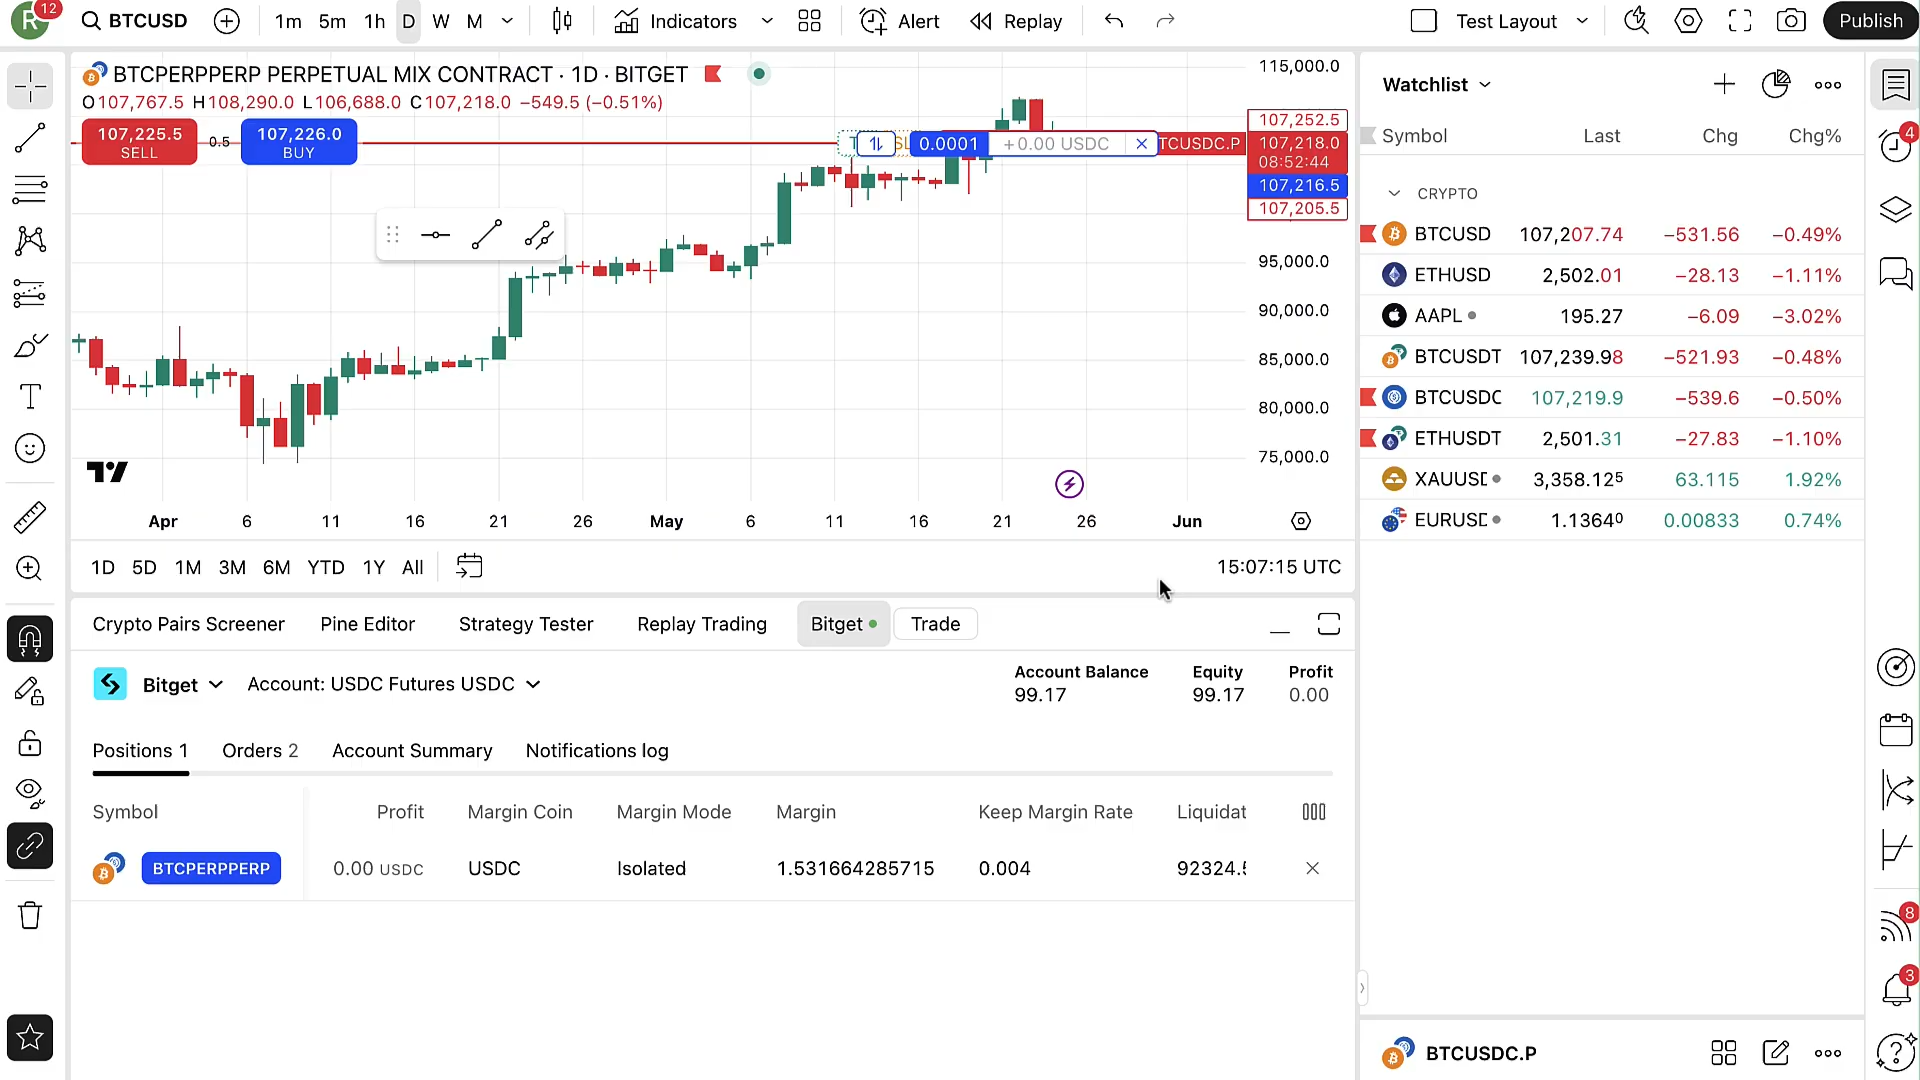 R 12 BTCUSD 1m 5m 1h D W M Indicators Alert Replay Test Layout Publish
BTCPERPPERP PERPETUAL MIX CONTRACT · 1D · BITGET
O107,767.5 H108,290.0 L106,688.0 C107,218.0 −549.5 (−0.51%)
107,225.5
SELL
0.5
107,226.0
BUY
0.0001 +0.00 USDC
TCUSDC.P
115,000.0
107,252.5
107,218.0
08:52:44
107,216.5
107,205.5
95,000.0
90,000.0
85,000.0
80,000.0
75,000.0
Apr 6 11 16 21 26 May 6 11 16 21 26 Jun
1D 5D 1M 3M 6M YTD 1Y All 15:07:15 UTC
Crypto Pairs Screener Pine Editor Strategy Tester Replay Trading Bitget Trade
Bitget Account: USDC Futures USDC
Account Balance Equity Profit
99.17 99.17 0.00
Positions 1 Orders 2 Account Summary Notifications log
Symbol Profit Margin Coin Margin Mode Margin Keep Margin Rate Liquidat
BTCPERPPERP 0.00 USDC USDC Isolated 1.531664285715 0.004 92324.
Watchlist
Symbol Last Chg Chg%
CRYPTO
BTCUSD 107,207.74 −531.56 −0.49%
ETHUSD 2,502.01 −28.13 −1.11%
AAPL 195.27 −6.09 −3.02%
BTCUSDT 107,239.98 −521.93 −0.48%
BTCUSDC 107,219.9 −539.6 −0.50%
ETHUSDT 2,501.31 −27.83 −1.10%
XAUUSD 3,358.125 63.115 1.92%
EURUSD 1.13640 0.00833 0.74%
BTCUSDC.P
4
8
3